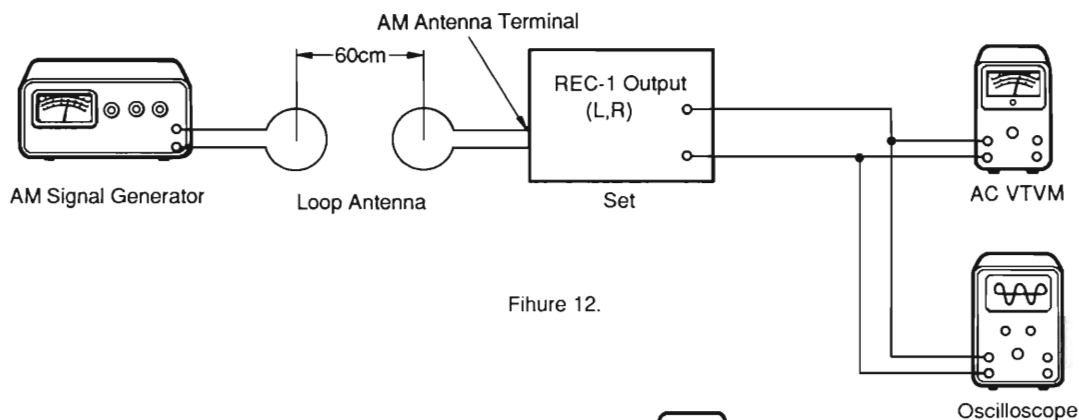 AM Antenna Terminal
60cm
REC-1 Output
(L,R)
AM Signal Generator
Loop Antenna
Set
AC VTVM
Fihure 12.
Oscilloscope